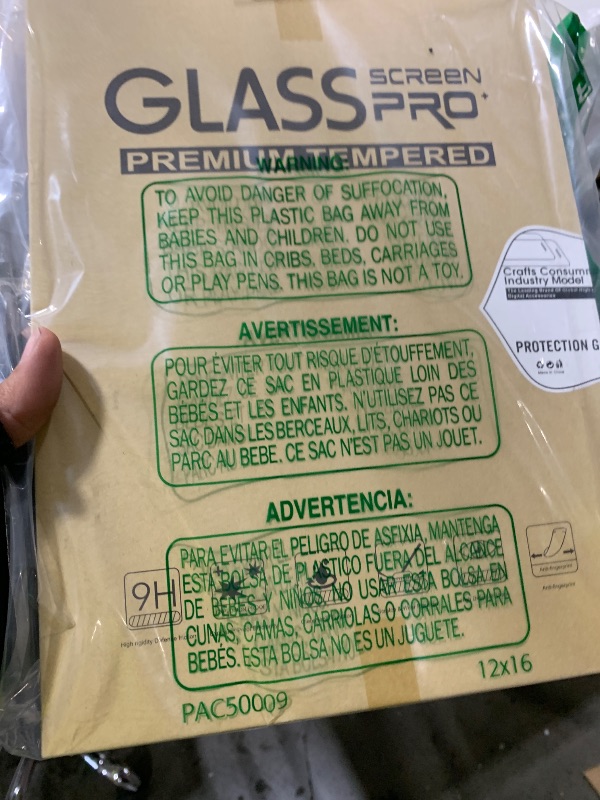 GLASS SCREEN PRO+
PREMIUM TEMPERED
WARNING:
TO AVOID DANGER OF SUFFOCATION,
KEEP THIS PLASTIC BAG AWAY FROM
BABIES AND CHILDREN. DO NOT USE
THIS BAG IN CRIBS, BEDS, CARRIAGES
OR PLAY PENS. THIS BAG IS NOT A TOY.
Crafts Consumr
Industry Model
PROTECTION G
AVERTISSEMENT:
POUR ÉVITER TOUT RISQUE D'ÉTOUFFEMENT,
GARDEZ CE SAC EN PLASTIQUE LOIN DES
BÉBÉS ET LES ENFANTS. N'UTILISEZ PAS CE
SAC DANS LES BERCEAUX, LITS, CHARIOTS OU
PARC AU BEBE. CE SAC N'EST PAS UN JOUET.
ADVERTENCIA:
PARA EVITAR EL PELIGRO DE ASFIXIA, MANTENGA
ESTA BOLSA DE PLASTICO FUERA DEL ALCANCE
DE BEBES Y NIÑOS. NO USAR ESTA BOLSA EN
CUNAS, CAMAS, CARRIOLAS O CORRALES PARA
BEBÉS. ESTA BOLSA NO ES UN JUGUETE.
9H
Anti-fingerprint
PAC50009
12x16